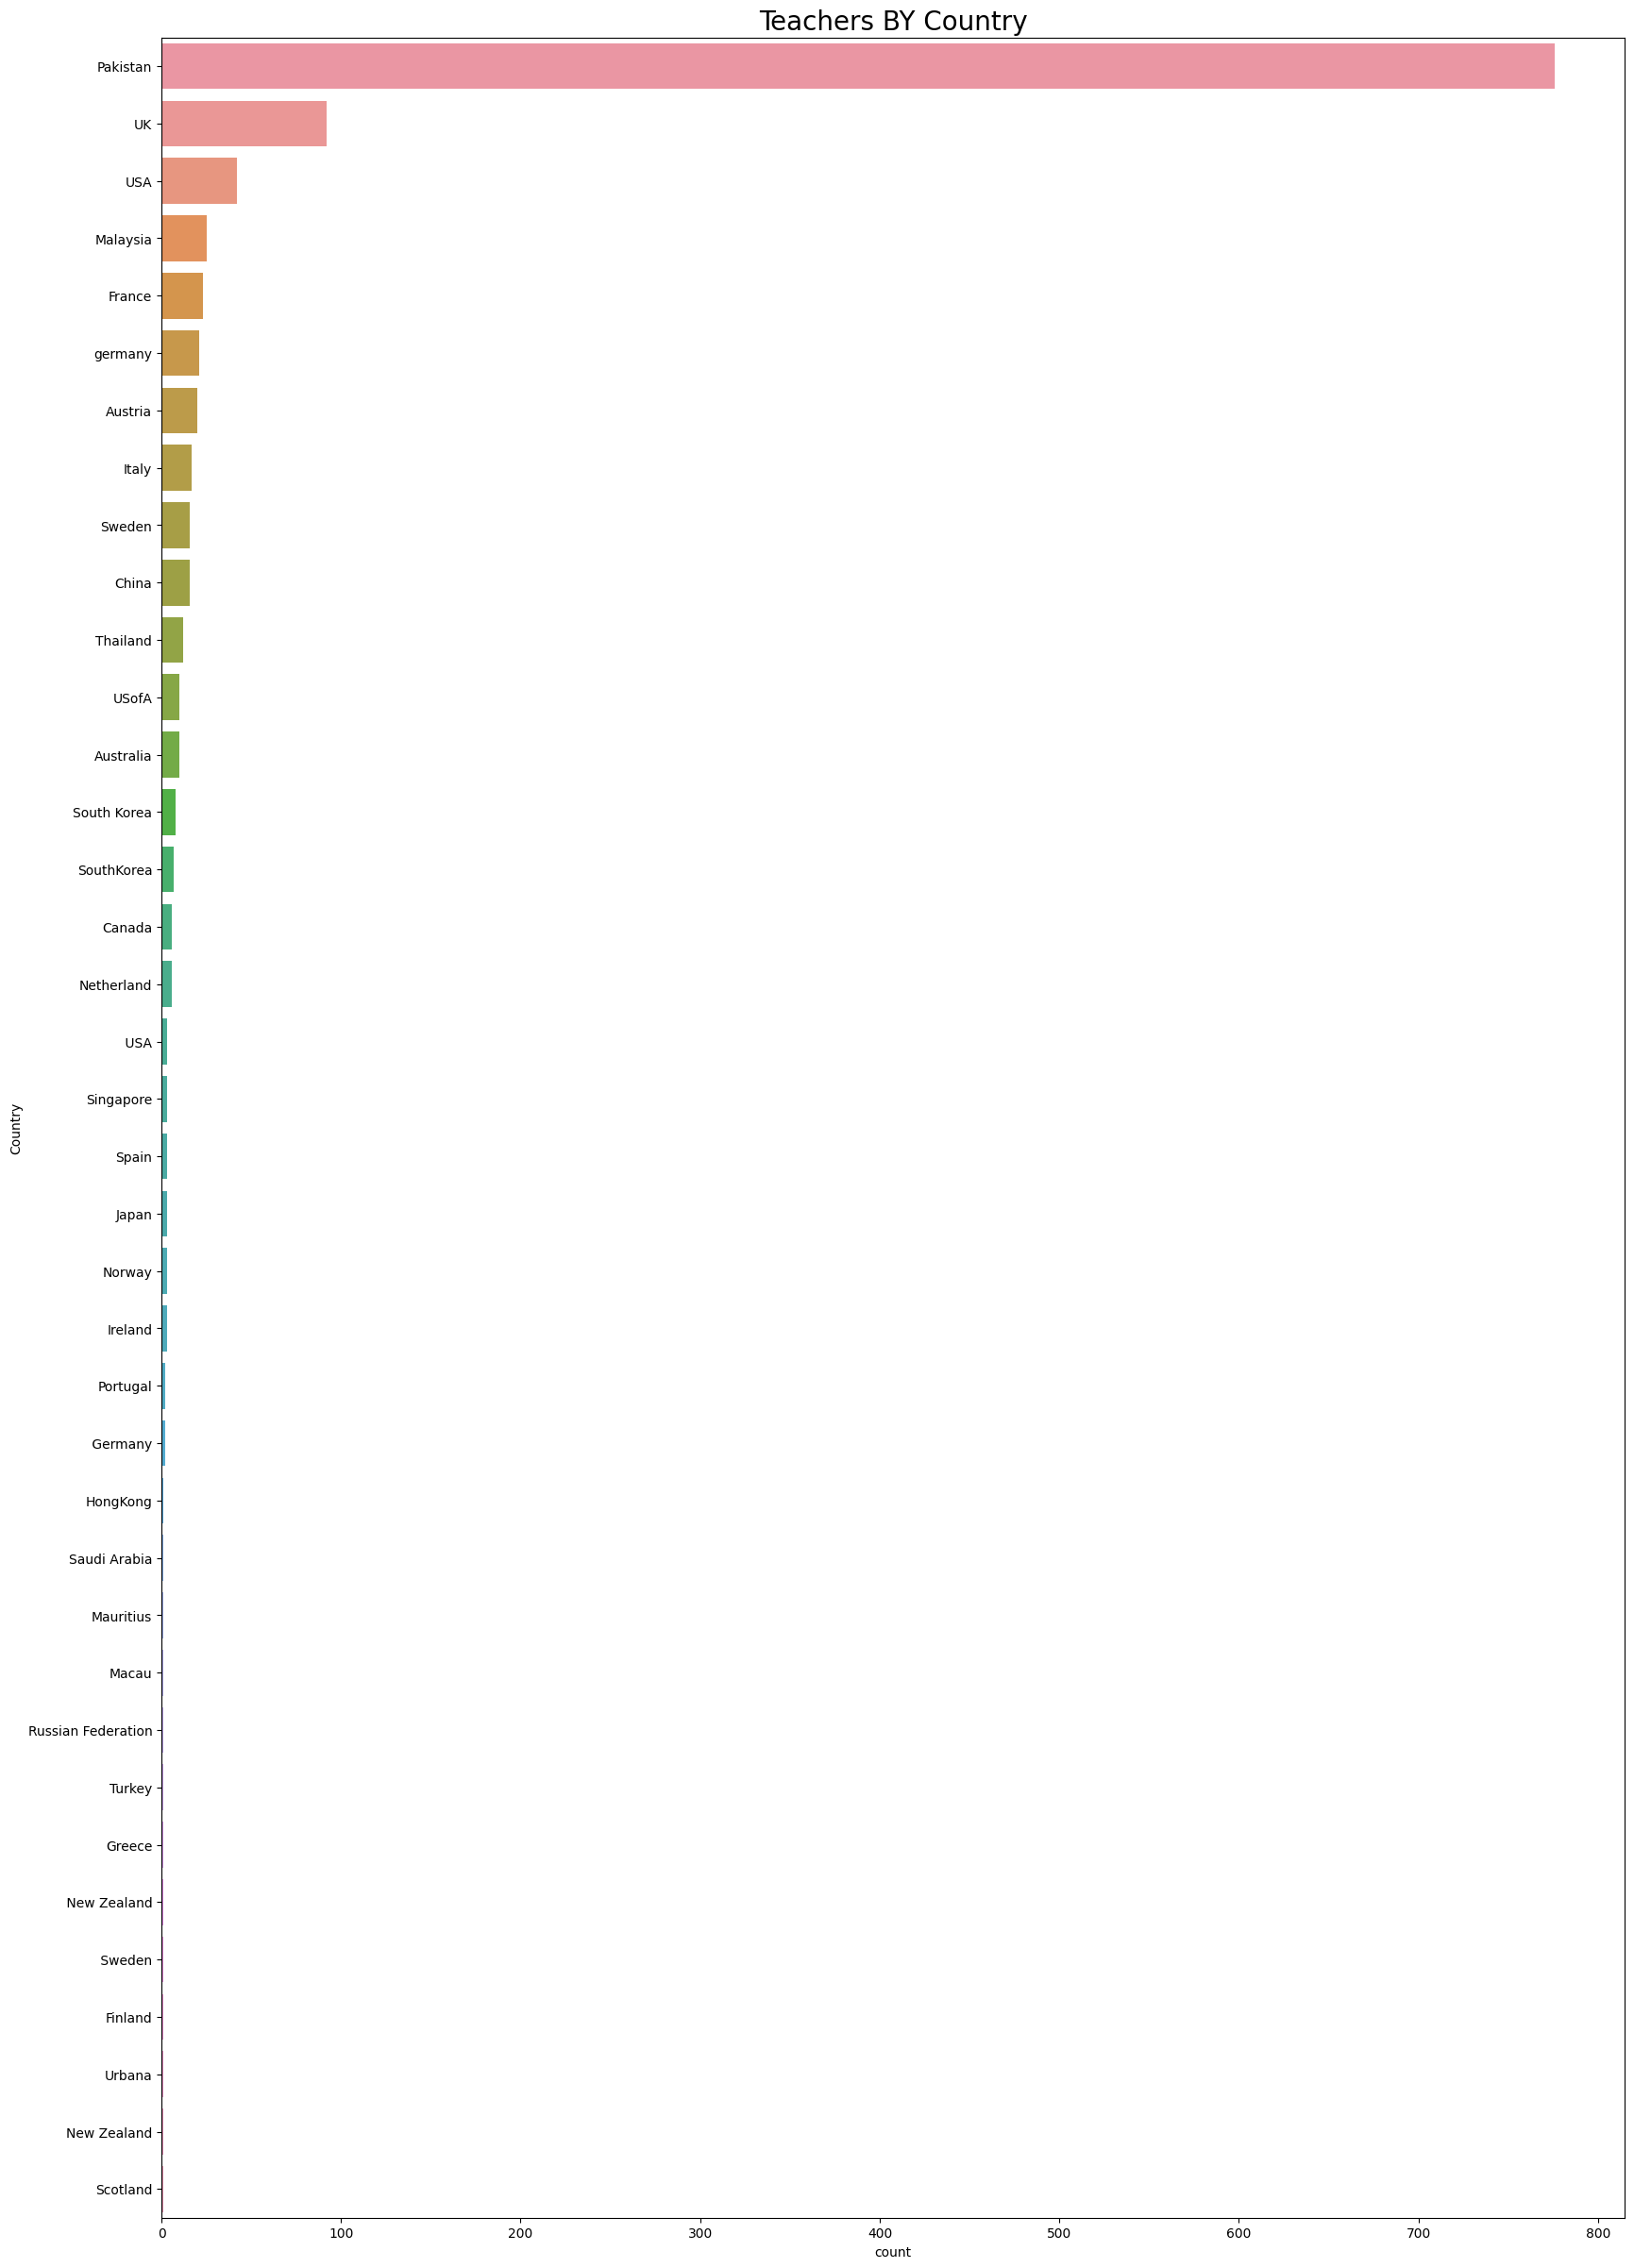 Teachers BY Country
Pakistan
UK
USA
Malaysia
France
germany
Austria
Italy
Sweden
China
Thailand
USofA
Australia
South Korea
SouthKorea
Canada
Netherland
USA
Singapore
Spain
Japan
Norway
Ireland
Portugal
Germany
HongKong
Saudi Arabia
Mauritius
Macau
Russian Federation
Turkey
Greece
New Zealand
Sweden
Finland
Urbana
New Zealand
Scotland
Country
0 100 200 300 400 500 600 700 800
count